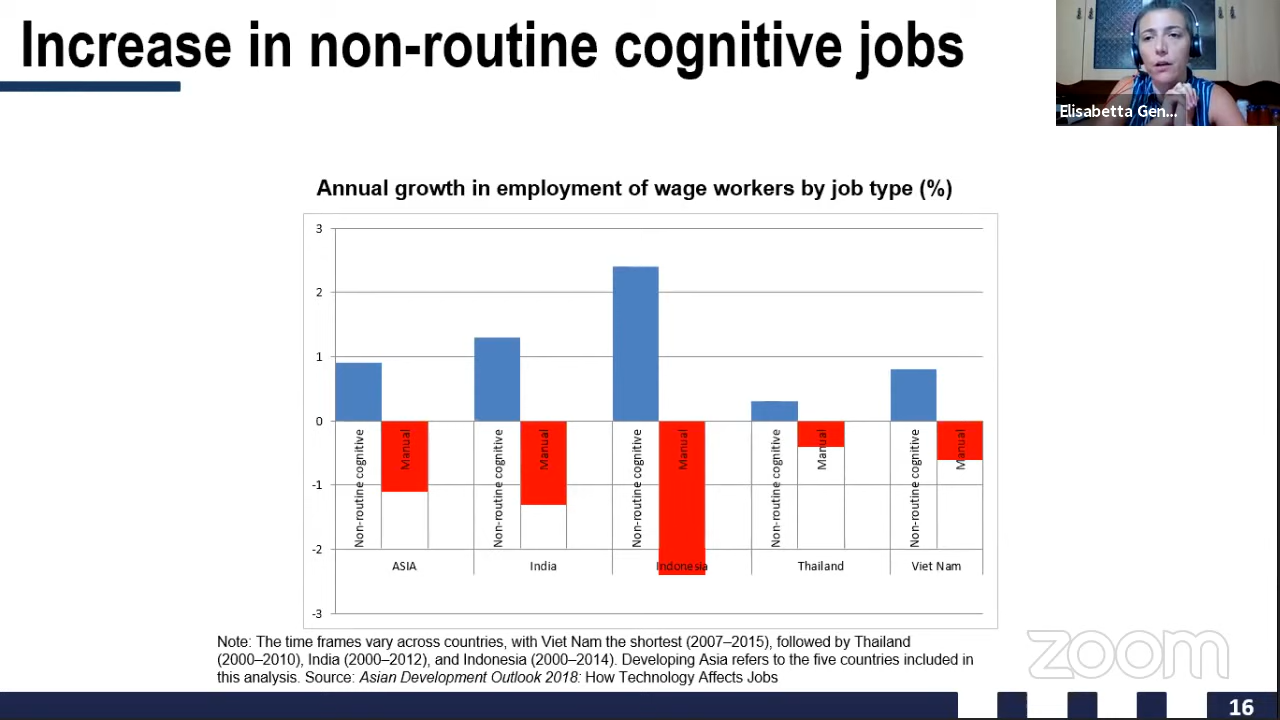 Increase in non-routine cognitive jobs
Elisabetta Gen...
Annual growth in employment of wage workers by job type (%)
3
2
1
0
-1
-2
-3
Non-routine cognitive
Manual
Non-routine cognitive
Manual
Non-routine cognitive
Manual
Non-routine cognitive
Manual
Non-routine cognitive
Manual
ASIA
India
Indonesia
Thailand
Viet Nam
Note: The time frames vary across countries, with Viet Nam the shortest (2007–2015), followed by Thailand
(2000–2010), India (2000–2012), and Indonesia (2000–2014). Developing Asia refers to the five countries included in
this analysis. Source: Asian Development Outlook 2018: How Technology Affects Jobs
zoom
16